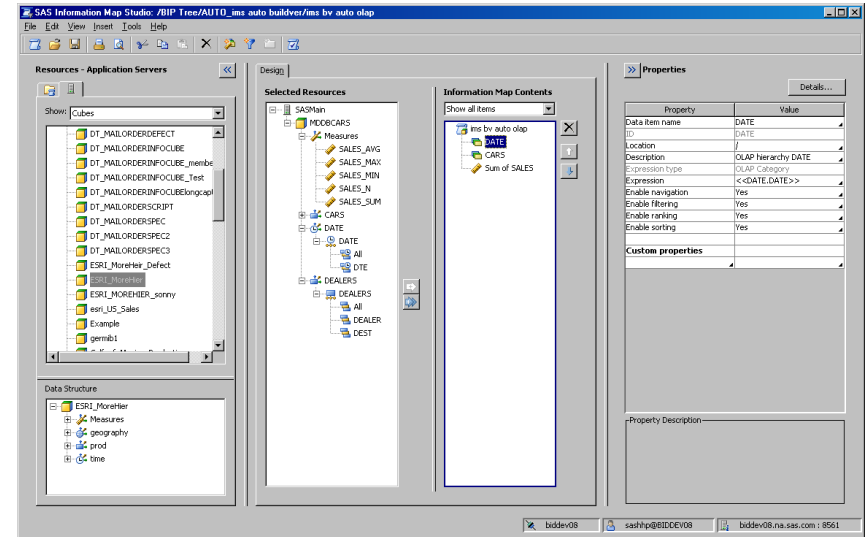 SAS Information Map Studio: /BIP Tree/AUTO_ims auto buildver/ims bv auto olap
File Edit View Insert Tools Help
Resources - Application Servers
Show: Cubes
DT_MAILORDERDEFECT
DT_MAILORDERINFOCUBE
DT_MAILORDERINFOCUBE_membe
DT_MAILORDERINFOCUBE_Test
DT_MAILORDERINFOCUBElongcapt
DT_MAILORDERSCRIPT
DT_MAILORDERSPEC
DT_MAILORDERSPEC2
DT_MAILORDERSPEC3
ESRI_MoreHeir_Defect
ESRI_MoreHier
ESRI_MOREHIER_sonny
esri_US_Sales
Example
germib1
Data Structure
ESRI_MoreHier
Measures
geography
prod
time
Design
Selected Resources
SASMain
MDDBCARS
Measures
SALES_AVG
SALES_MAX
SALES_MIN
SALES_N
SALES_SUM
CARS
DATE
DATE
All
DTE
DEALERS
DEALERS
All
DEALER
DEST
Information Map Contents
Show all items
ims bv auto olap
DATE
CARS
Sum of SALES
Properties
Details...
Property Value
Data item name DATE
ID DATE
Location /
Description OLAP hierarchy DATE
Expression type OLAP Category
Expression <<DATE.DATE>>
Enable navigation Yes
Enable filtering Yes
Enable ranking Yes
Enable sorting Yes
Custom properties
Property Description
biddev08 sashhp@BIDDEV08 biddev08.na.sas.com : 8561